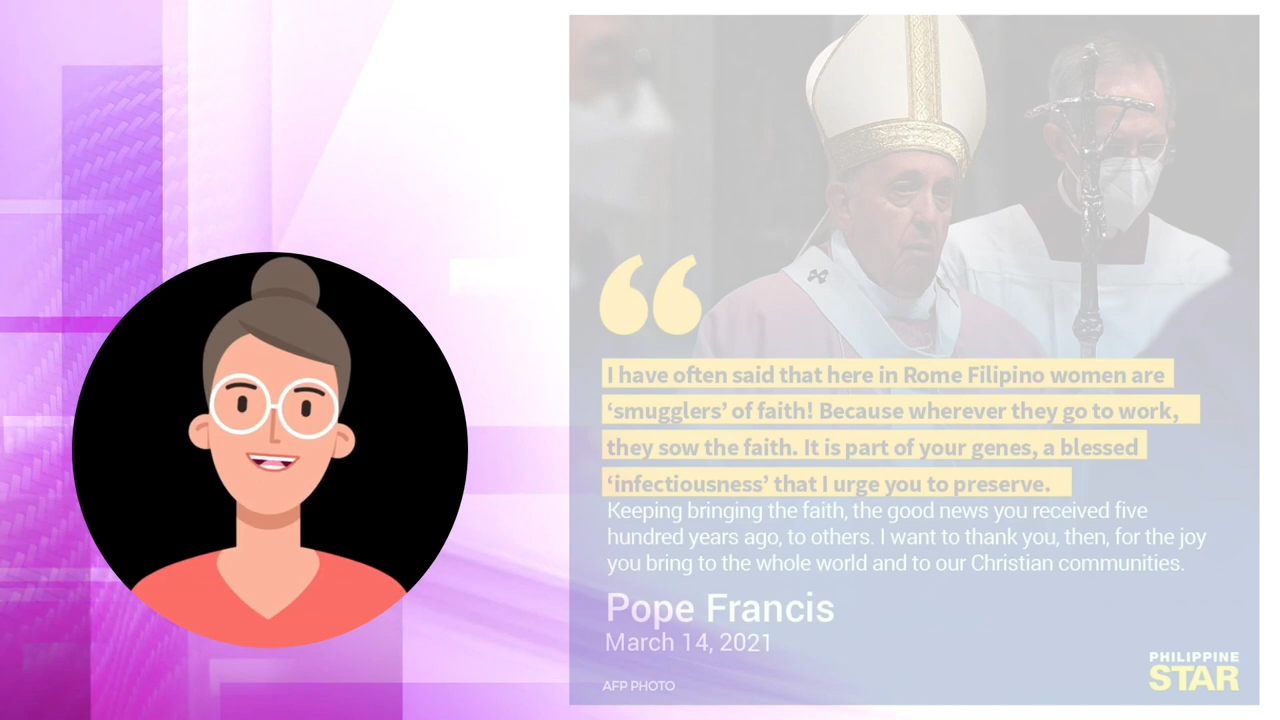 “
I have often said that here in Rome Filipino women are
‘smugglers’ of faith! Because wherever they go to work,
they sow the faith. It is part of your genes, a blessed
‘infectiousness’ that I urge you to preserve.
Keeping bringing the faith, the good news you received five
hundred years ago, to others. I want to thank you, then, for the joy
you bring to the whole world and to our Christian communities.
Pope Francis
March 14, 2021
AFP PHOTO
PHILIPPINE
STAR